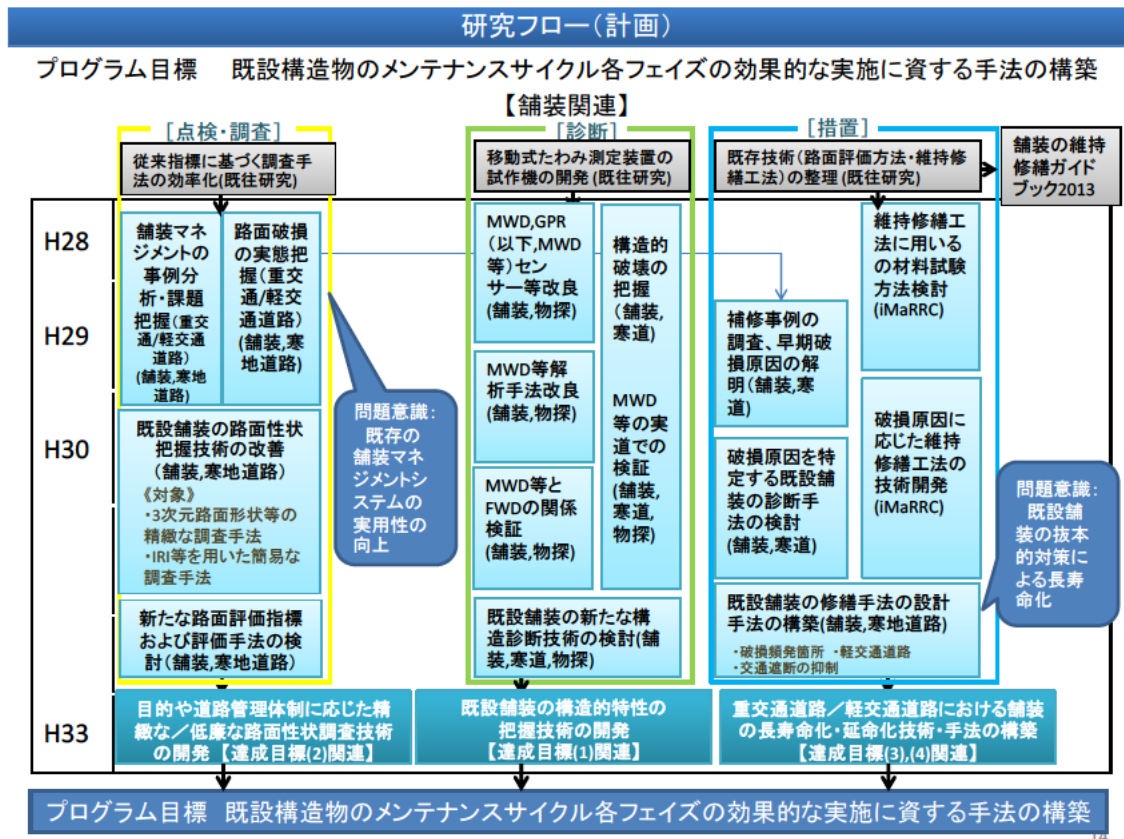 研究フロー(計画)
プログラム目標 既設構造物のメンテナンスサイクル各フェイズの効果的な実施に資する手法の構築
【舗装関連】
[点検・調査]
従来指標に基づく調査手
法の効率化(既往研究)
[診断]
移動式たわみ測定装置の
試作機の開発(既往研究)
[措置]
既存技術(路面評価方法・維持修
繕工法)の整理(既往研究)
舗装の維持
修繕ガイド
ブック2013
H28
H29
H30
H33
舗装マネ
ジメントの
事例分
析・課題
把握(重交
通/軽交通
道路)
(舗装,寒地
道路)
路面破損
の実態把
握(重交
通/軽交
通道路)
(舗装,寒
地道路)
既設舗装の路面性状
把握技術の改善
(舗装,寒地道路)
《対象》
・3次元路面形状等の
精緻な調査手法
・IRI等を用いた簡易な
調査手法
新たな路面評価指標
および評価手法の検
討(舗装,寒地道路)
問題意識:
既存の
舗装マネ
ジメントシ
ステムの
実用性の
向上
MWD,GPR
(以下,MWD
等)セン
サー等改良
(舗装,物探)
MWD等解
析手法改良
(舗装,物探)
MWD等と
FWDの関係
検証
(舗装,物探)
構造的
破壊の
把握
(舗装,
寒道)
MWD
等の実
道での
検証
(舗装,
寒道,
物探)
既設舗装の新たな構
造診断技術の検討(舗
装,寒道,物探)
補修事例の
調査、早期破
損原因の解
明(舗装,寒
道)
破損原因を特
定する既設舗
装の診断手
法の検討
(舗装,寒道)
維持修繕工
法に用いる
の材料試験
方法検討
(iMaRRC)
破損原因に
応じた維持
修繕工法の
技術開発
(iMaRRC)
既設舗装の修繕手法の設計
手法の構築(舗装,寒地道路)
・破損頻発箇所 ・軽交通道路
・交通遮断の抑制
問題意識:
既設舗
装の抜本
的対策に
よる長寿
命化
目的や道路管理体制に応じた精
緻な/低廉な路面性状調査技術
の開発 【達成目標(2)関連】
既設舗装の構造的特性の
把握技術の開発
【達成目標(1)関連】
重交通道路/軽交通道路における舗装
の長寿命化・延命化技術・手法の構築
【達成目標(3),(4)関連】
プログラム目標 既設構造物のメンテナンスサイクル各フェイズの効果的な実施に資する手法の構築
14